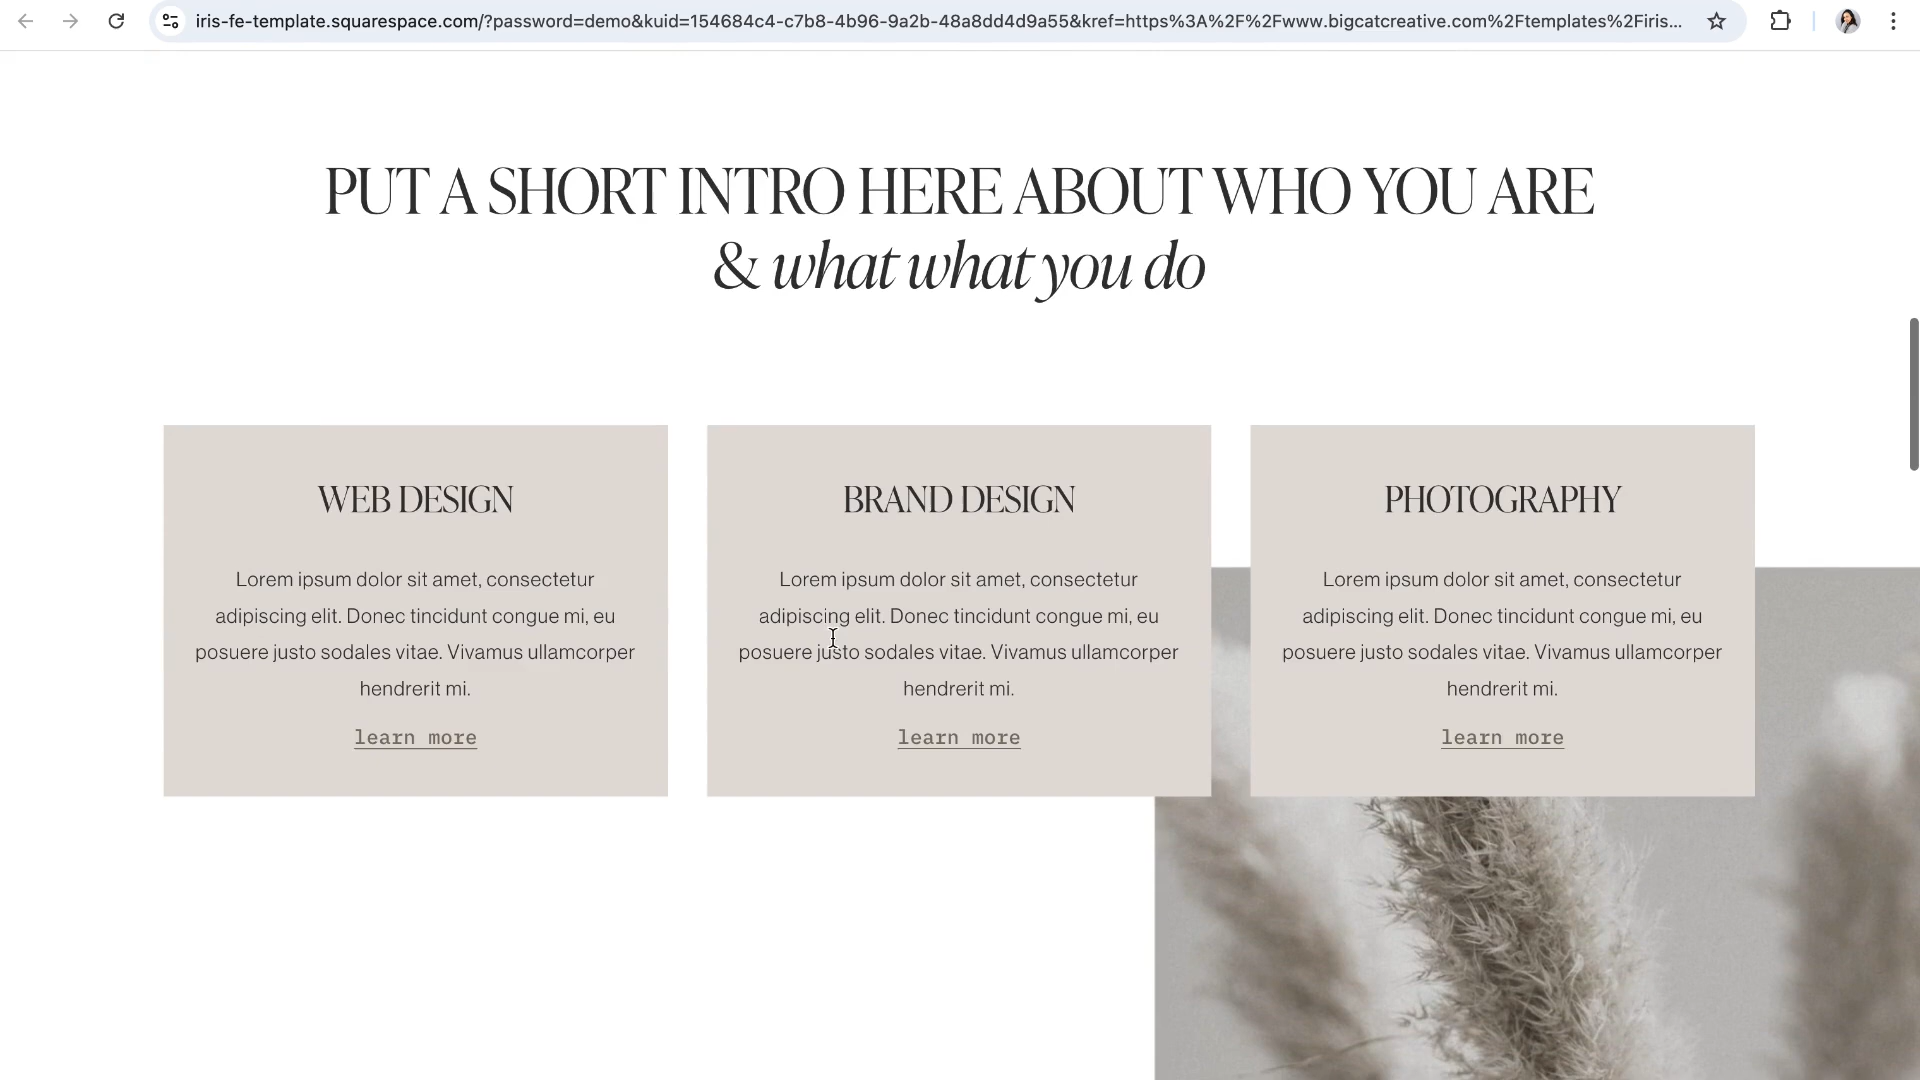 iris-fe-template.squarespace.com/?password=demo&kuid=154684c4-c7b8-4b96-9a2b-48a8dd4d9a55&kref=https%3A%2F%2Fwww.bigcatcreative.com%2Ftemplates%2Firis...
PUT A SHORT INTRO HERE ABOUT WHO YOU ARE
& what what you do
WEB DESIGN
Lorem ipsum dolor sit amet, consectetur
adipiscing elit. Donec tincidunt congue mi, eu
posuere justo sodales vitae. Vivamus ullamcorper
hendrerit mi.
learn more
BRAND DESIGN
Lorem ipsum dolor sit amet, consectetur
adipiscing elit. Donec tincidunt congue mi, eu
posuere justo sodales vitae. Vivamus ullamcorper
hendrerit mi.
learn more
PHOTOGRAPHY
Lorem ipsum dolor sit amet, consectetur
adipiscing elit. Donec tincidunt congue mi, eu
posuere justo sodales vitae. Vivamus ullamcorper
hendrerit mi.
learn more